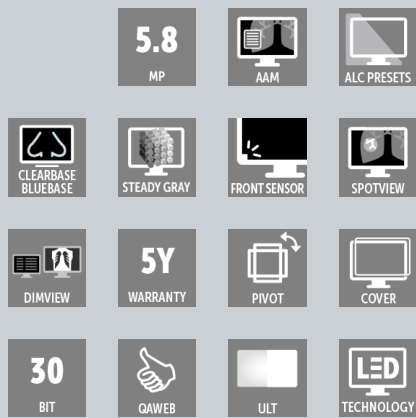 5.8
MP
AAM
ALC PRESETS
CLEARBASE
BLUEBASE
STEADY GRAY
FRONT SENSOR
SPOTVIEW
DIMVIEW
5Y
WARRANTY
PIVOT
COVER
30
BIT
QAWEB
ULT
LED
TECHNOLOGY